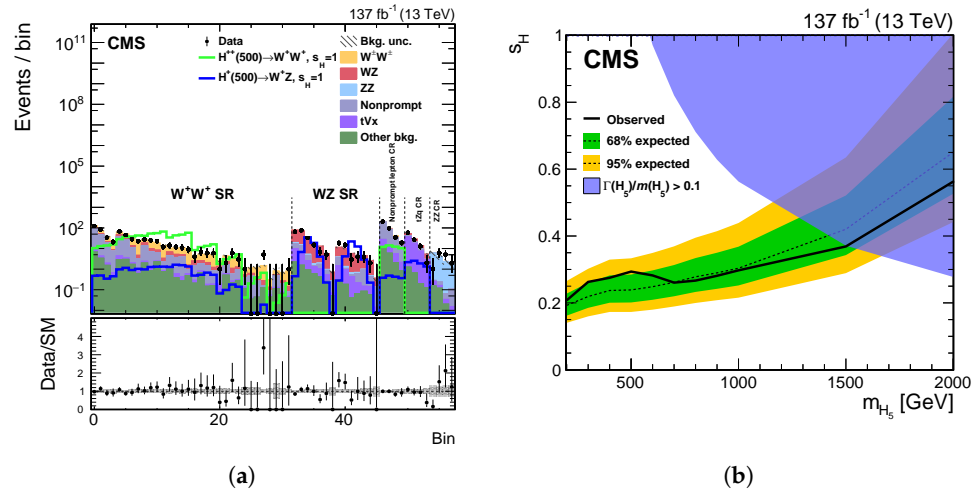 137 fb⁻¹ (13 TeV)
CMS
Data
H⁺⁺(500)→W⁺W⁺, s_H=1
H⁺(500)→W⁺Z, s_H=1
Bkg. unc.
W±W±
WZ
ZZ
Nonprompt
tVx
Other bkg.
Events / bin
10¹¹
10⁸
10⁵
10²
10⁻¹
W⁺W⁺ SR
WZ SR
Nonprompt lepton CR
tZq CR
ZZ CR
Data/SM
4
3
2
1
0
0 20 40
Bin
(a)
137 fb⁻¹ (13 TeV)
s_H
CMS
Observed
68% expected
95% expected
Γ(H₅)/m(H₅) > 0.1
1
0.8
0.6
0.4
0.2
0
500 1000 1500 2000
m_H₅ [GeV]
(b)